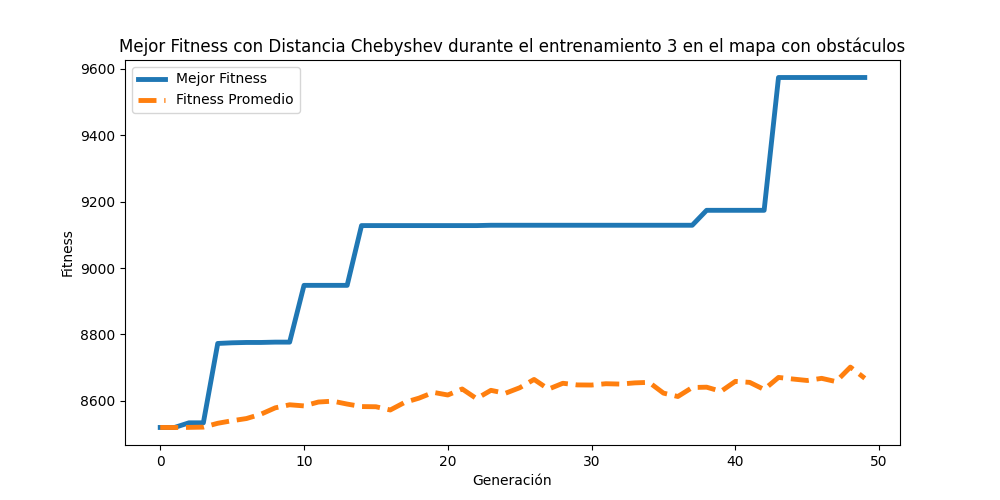 Mejor Fitness con Distancia Chebyshev durante el entrenamiento 3 en el mapa con obstáculos
Mejor Fitness
Fitness Promedio
Fitness
9600
9400
9200
9000
8800
8600
0 10 20 30 40 50
Generación